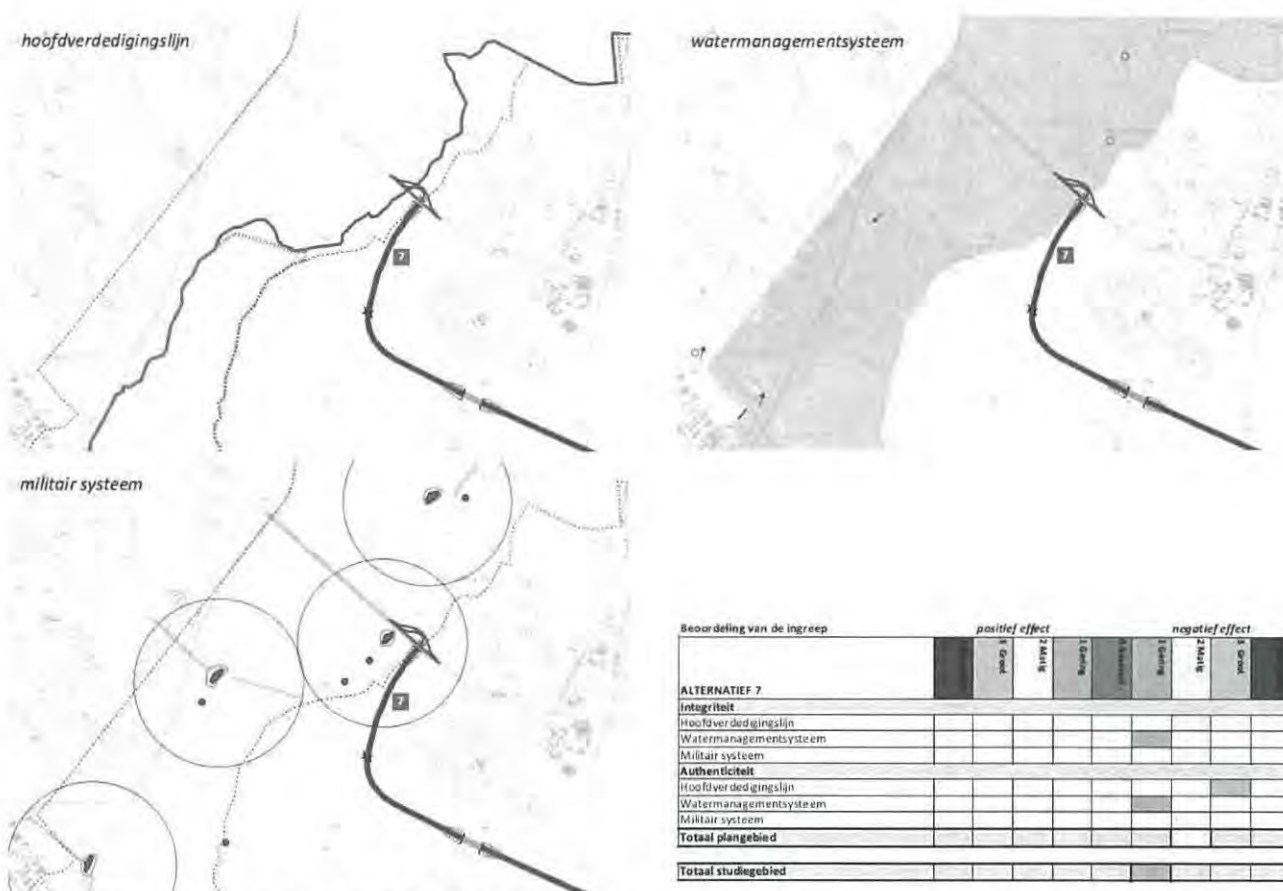 hoofdverdedigingslijn
7
watermanagementsysteem
7
militair systeem
7
Beoordeling van de ingreep positief effect negatief effect
ALTERNATIEF 7 3 Groot 2 Matig 1 Gering 1 Gering 2 Matig 3 Groot
Integriteit
Hoofdverdedigingslijn
Watermanagementsysteem
Militair systeem
Authenticiteit
Hoofdverdedigingslijn
Watermanagementsysteem
Militair systeem
Totaal plangebied
Totaal studiegebied